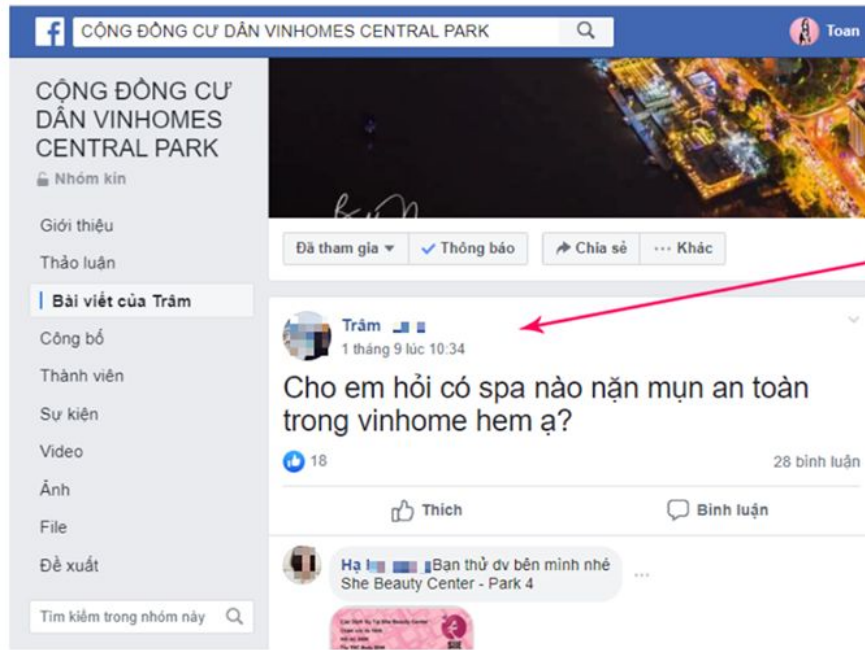 CỘNG ĐỒNG CƯ DÂN VINHOMES CENTRAL PARK
Toan
CỘNG ĐỒNG CƯ
DÂN VINHOMES
CENTRAL PARK
Nhóm kín
Giới thiệu
Thảo luận
Bài viết của Trâm
Công bố
Thành viên
Sự kiện
Video
Ảnh
File
Đề xuất
Tìm kiếm trong nhóm này
Đã tham gia
Thông báo
Chia sẻ
Khác
Trâm
1 tháng 9 lúc 10:34
Cho em hỏi có spa nào nặn mụn an toàn
trong vinhome hem ạ?
18
28 bình luận
Thích
Bình luận
Hạ
Bạn thử dv bên mình nhé
She Beauty Center - Park 4